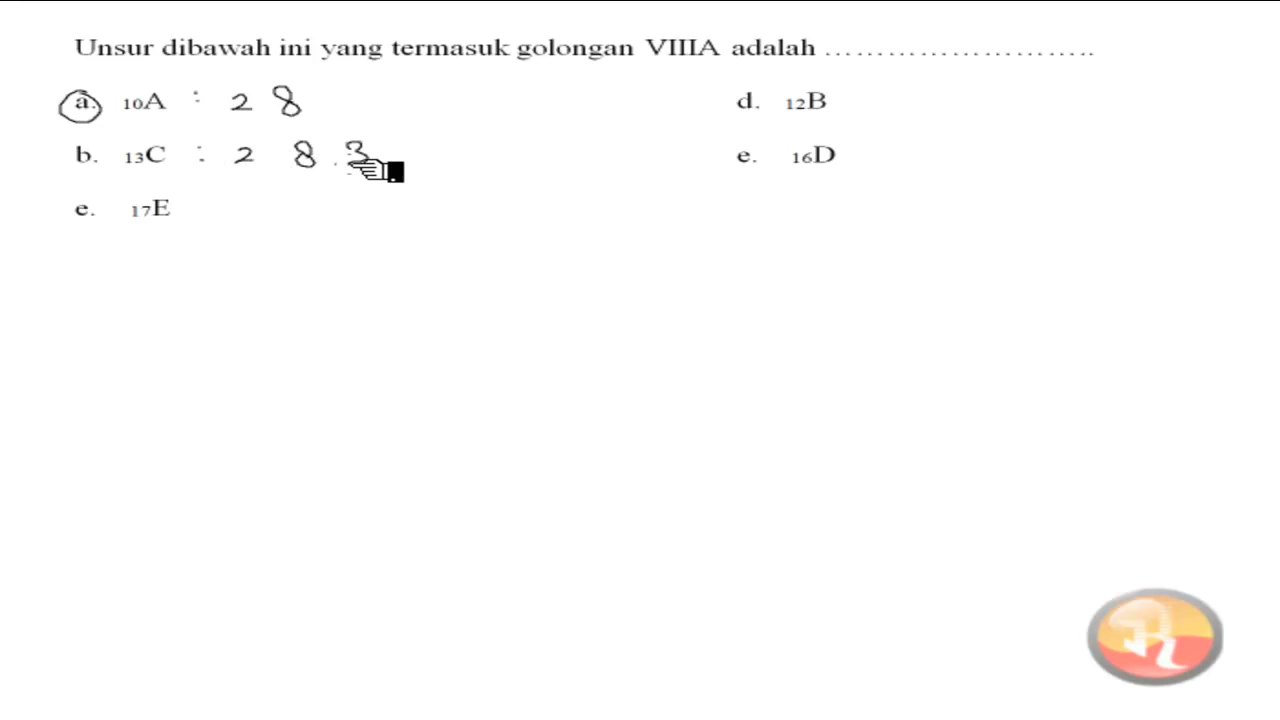 Unsur dibawah ini yang termasuk golongan VIIIA adalah ……………………..
a. 10A : 2 8
d. 12B
b. 13C : 2 8 3
e. 16D
e. 17E